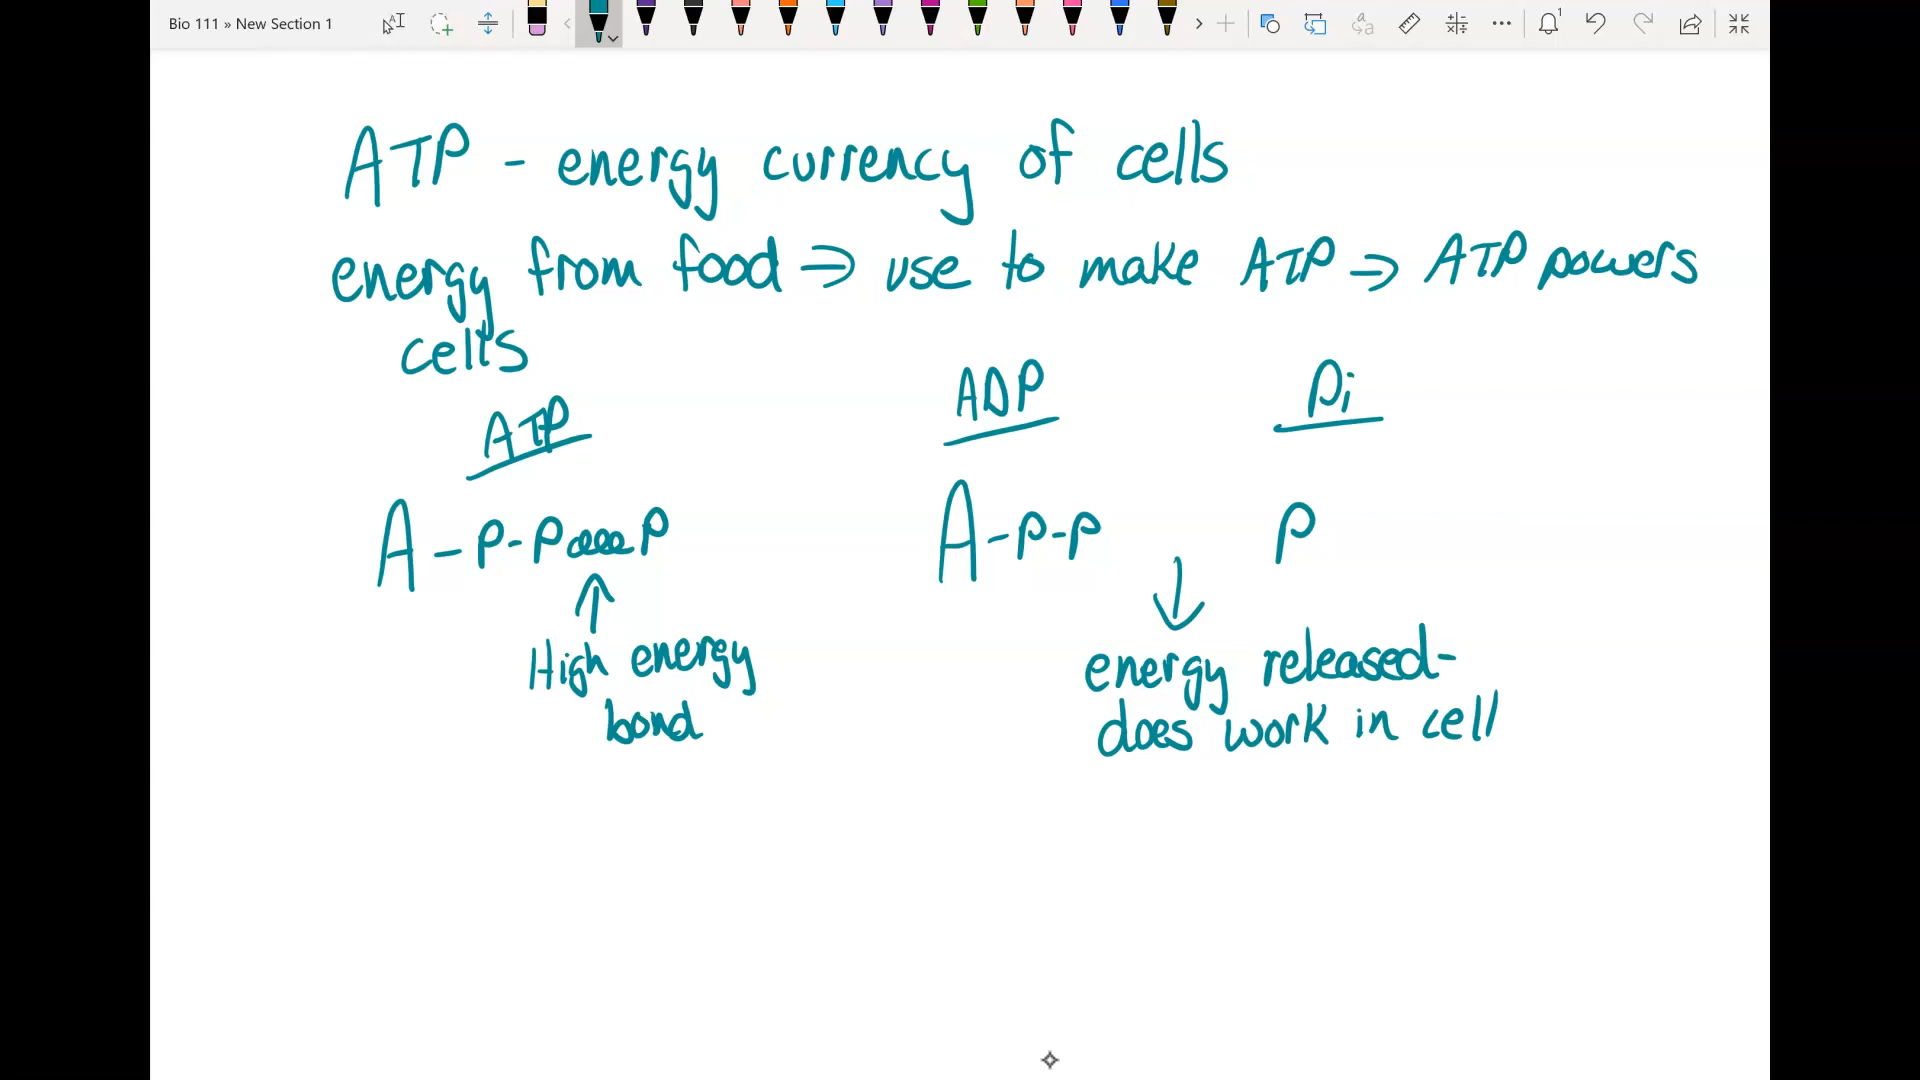 Bio 111 » New Section 1
ATP - energy currency of cells
energy from food ⇒ use to make ATP ⇒ ATP powers
cells
ATP ADP Pi
A-P-P P A-P-P P
↑ ↓
High energy energy released-
bond does work in cell